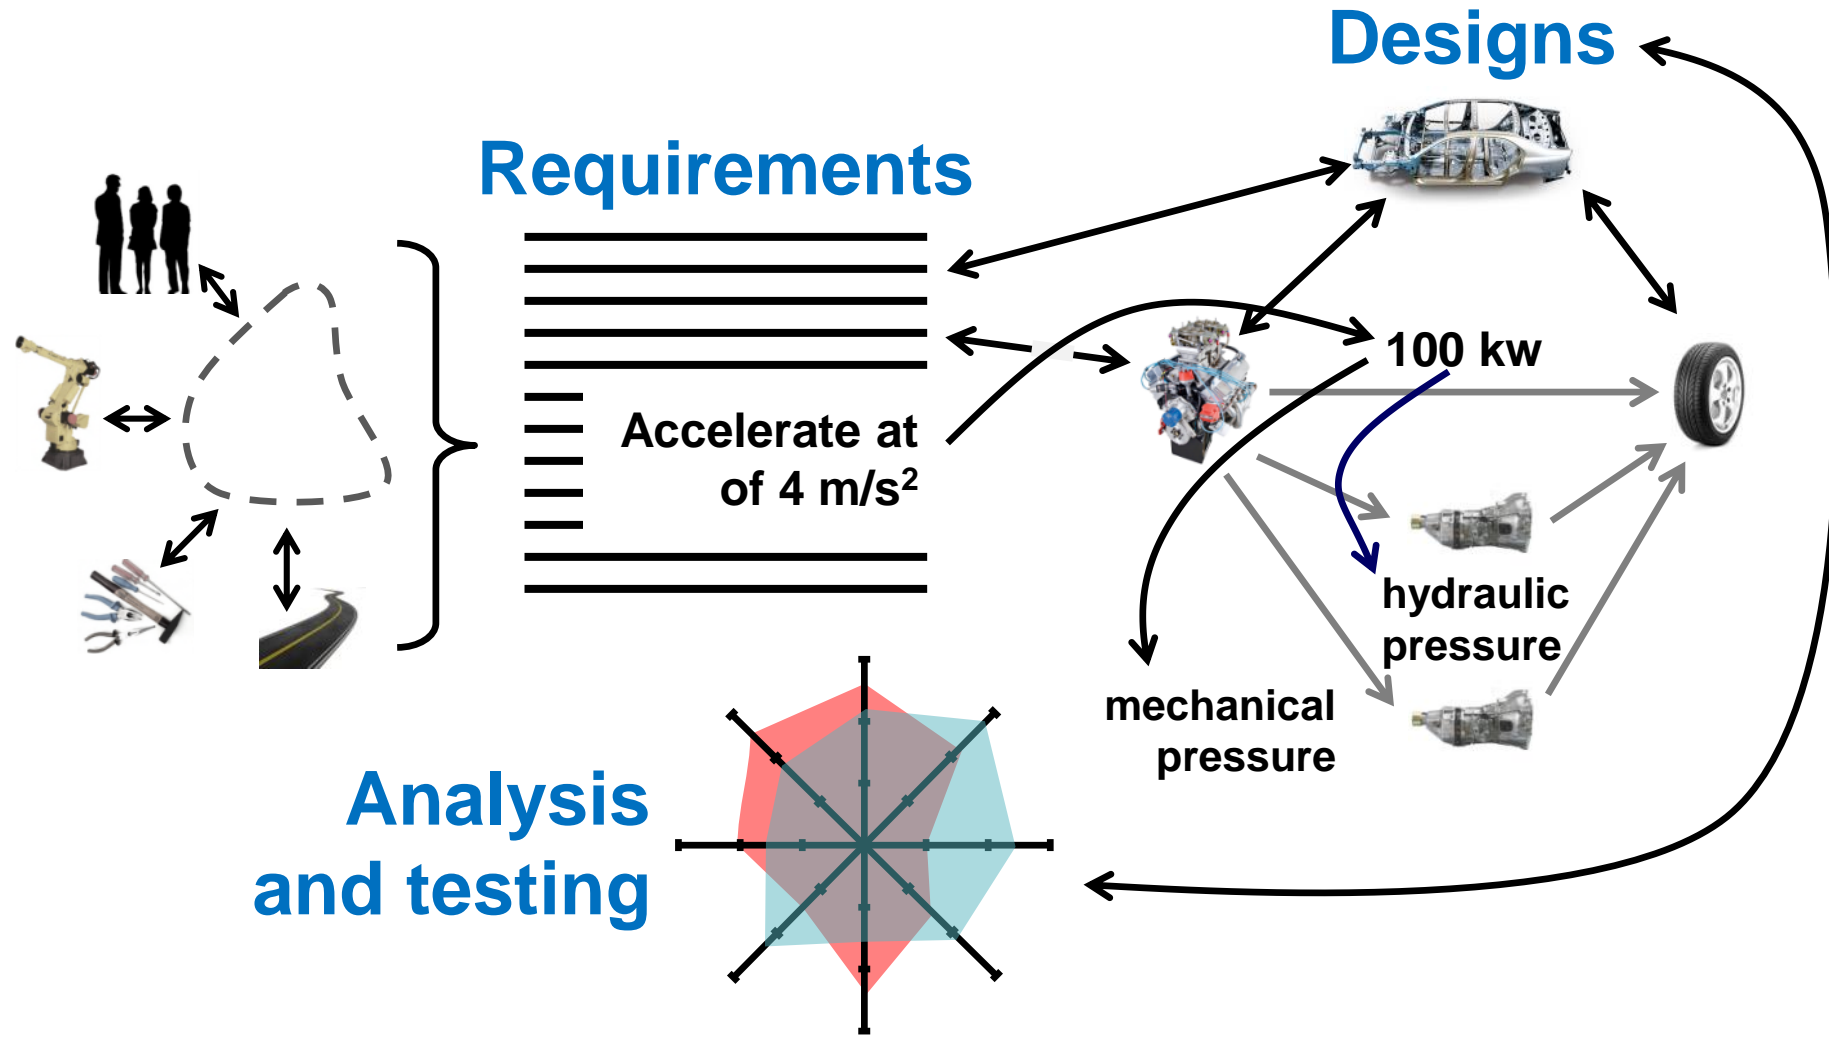 Designs
Requirements
Accelerate at
of 4 m/s²
100 kw
hydraulic
pressure
mechanical
pressure
Analysis
and testing